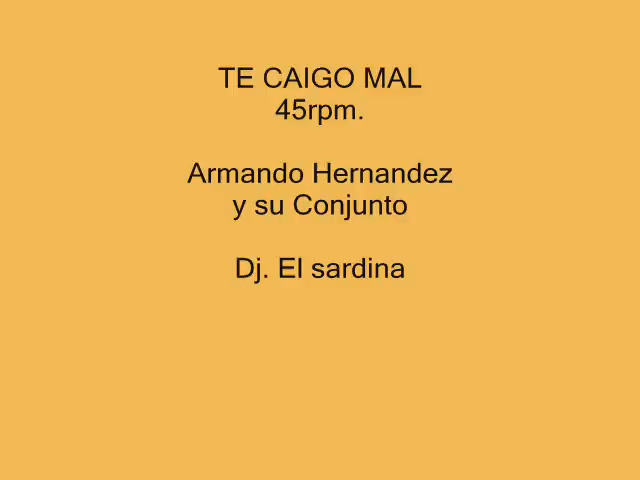 TE CAIGO MAL
45rpm.
Armando Hernandez
y su Conjunto
Dj. El sardina